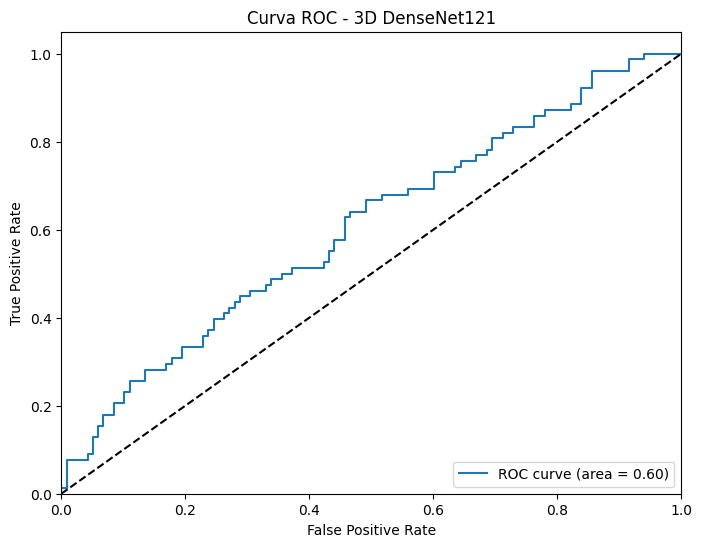 Curva ROC - 3D DenseNet121
True Positive Rate
1.0
0.8
0.6
0.4
0.2
0.0
ROC curve (area = 0.60)
0.0 0.2 0.4 0.6 0.8 1.0
False Positive Rate